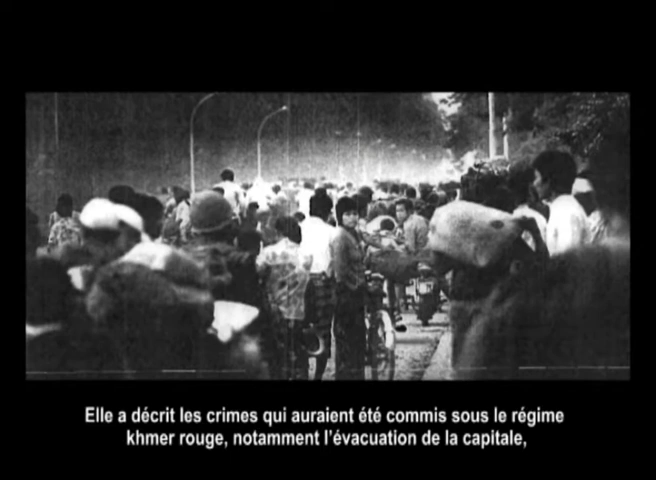 Elle a décrit les crimes qui auraient été commis sous le régime
khmer rouge, notamment l'évacuation de la capitale,